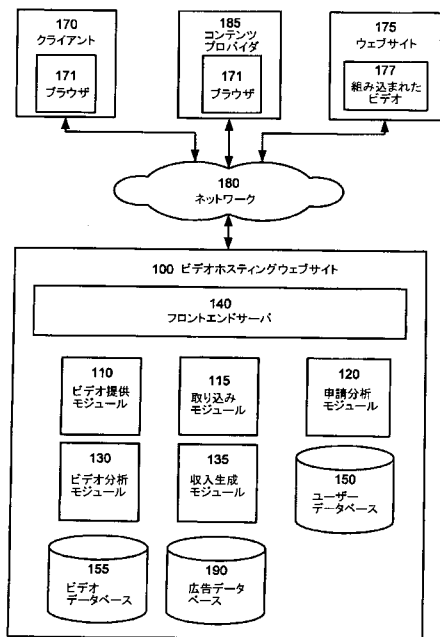 170
クライアント
171
ブラウザ
185
コンテンツ
プロバイダ
171
ブラウザ
175
ウェブサイト
177
組み込まれた
ビデオ
180
ネットワーク
100 ビデオホスティングウェブサイト
140
フロントエンドサーバ
110
ビデオ提供
モジュール
115
取り込み
モジュール
120
申請分析
モジュール
130
ビデオ分析
モジュール
135
収入生成
モジュール
150
ユーザー
データベース
155
ビデオ
データベース
190
広告データ
ベース